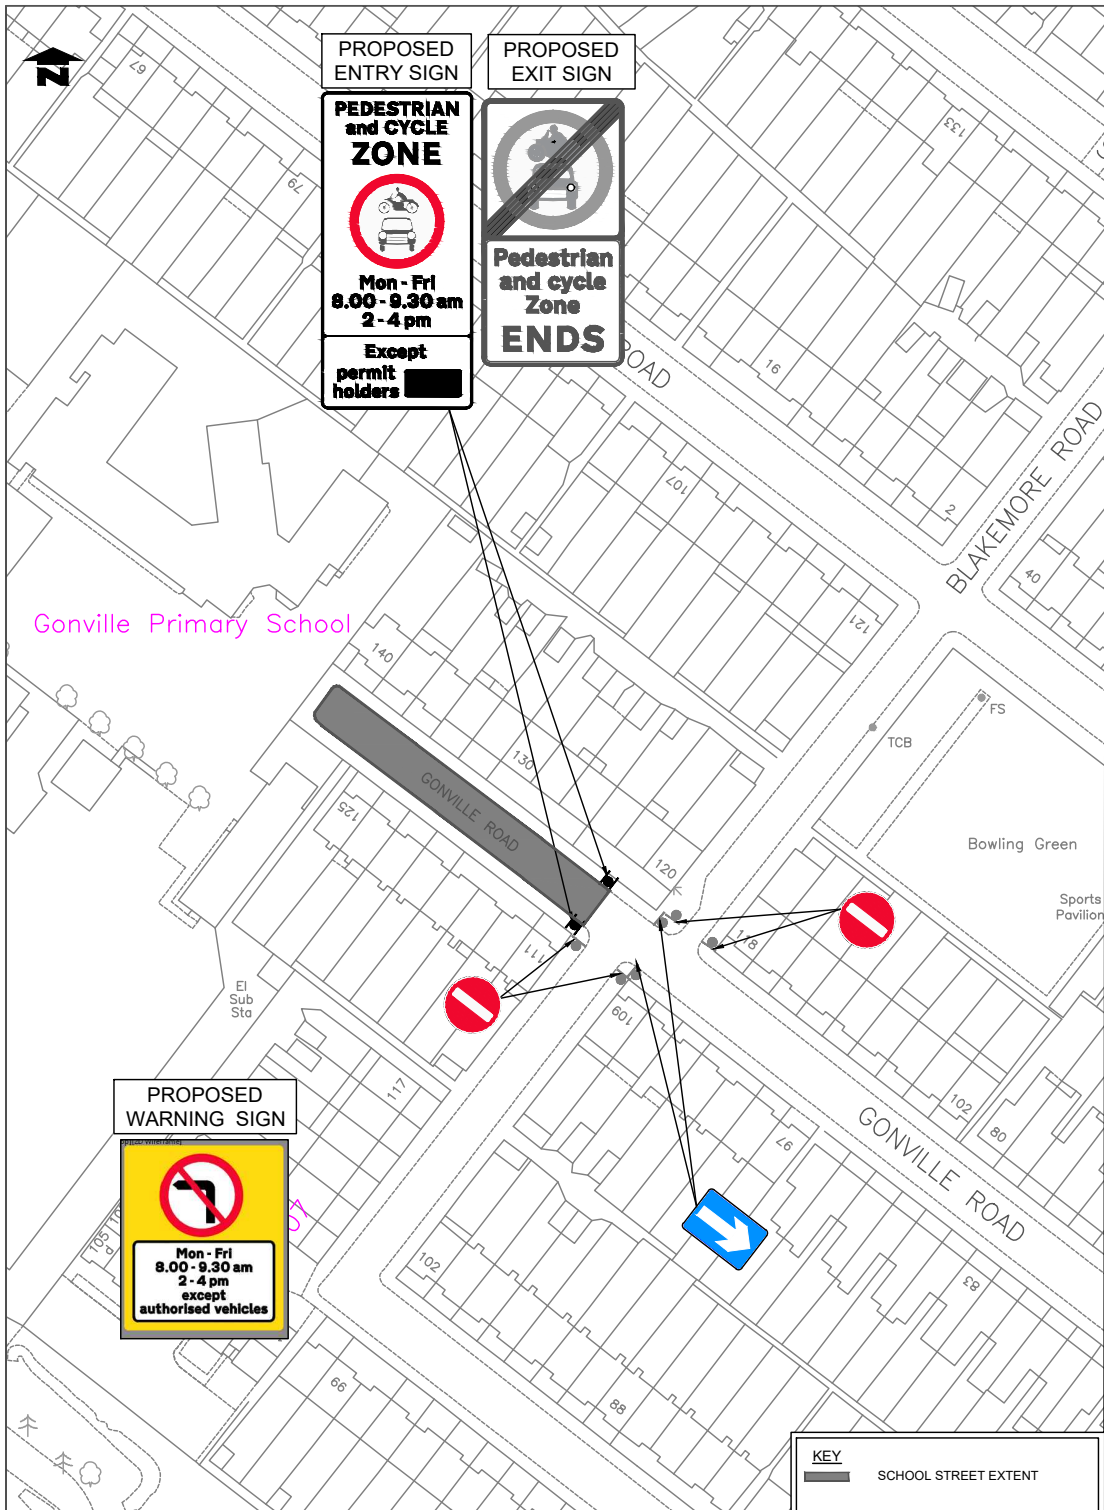 N
PROPOSED
ENTRY SIGN
PROPOSED
EXIT SIGN
PEDESTRIAN
and CYCLE
ZONE
Mon - Fri
8.00 - 9.30 am
2 - 4 pm
Except
permit
holders
Pedestrian
and cycle
Zone
ENDS
67
79
133
ROAD
16
107
2
BLAKEMORE ROAD
40
121
Gonville Primary School
140
FS
TCB
130
GONVILLE ROAD
125
120
Bowling Green
Sports
Pavilion
118
111
El
Sub
Sta
109
117
102
80
97
GONVILLE ROAD
PROPOSED
WARNING SIGN
Mon - Fri
8.00 - 9.30 am
2 - 4 pm
except
authorised vehicles
105
102
83
66
88
KEY
SCHOOL STREET EXTENT